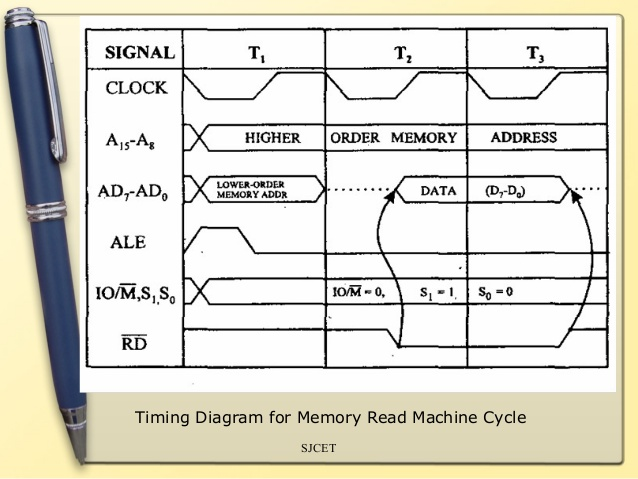 SIGNAL T₁ T₂ T₃
CLOCK
A₁₅-A₈ HIGHER ORDER MEMORY ADDRESS
AD₇-AD₀ LOWER-ORDER
MEMORY ADDR DATA (D₇-D₀)
ALE
IO/M̅,S₁,S₀ IO/M̅ = 0, S₁ = 1, S₀ = 0
R̅D̅
Timing Diagram for Memory Read Machine Cycle
SJCET